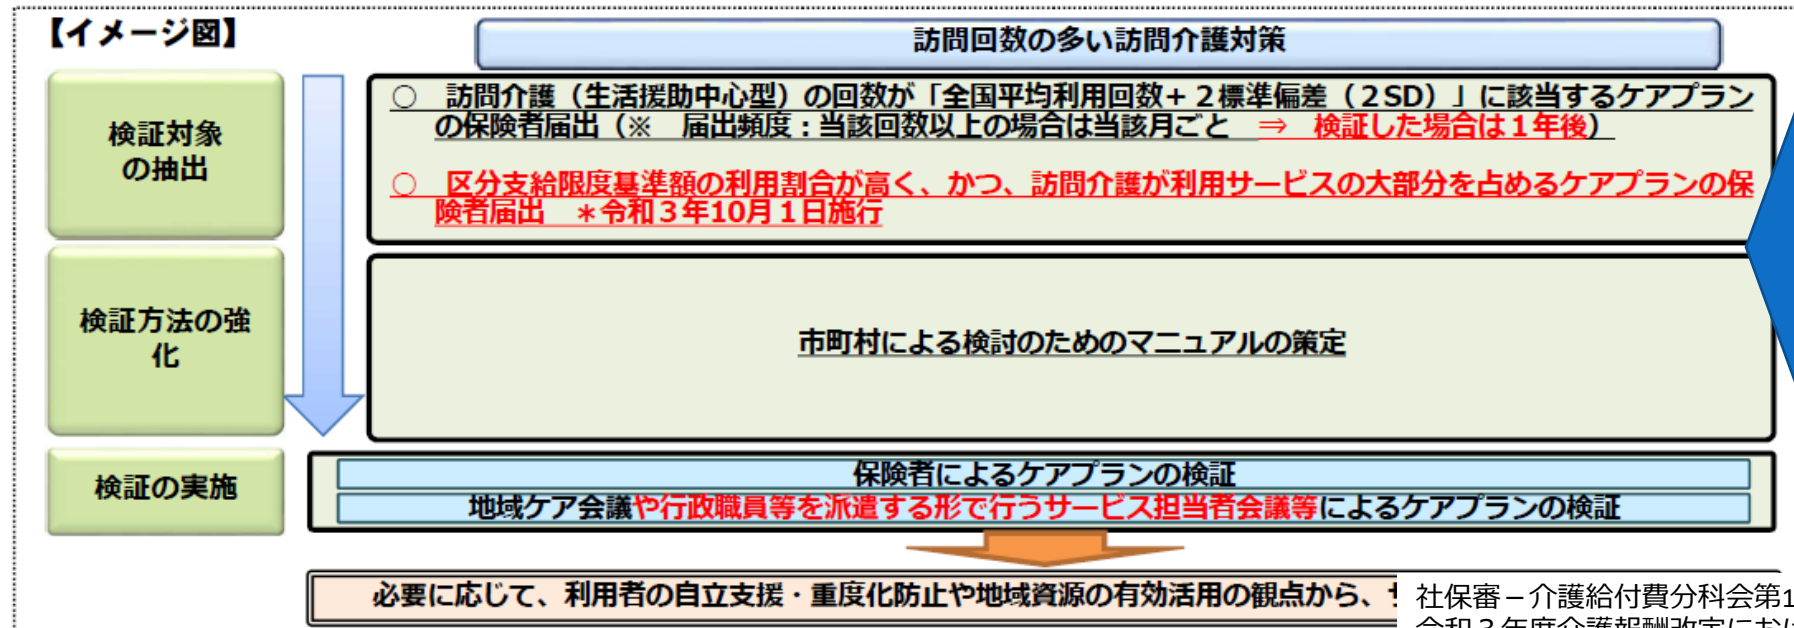 【イメージ図】
訪問回数の多い訪問介護対策
検証対象
の抽出
○ 訪問介護（生活援助中心型）の回数が「全国平均利用回数＋２標準偏差（２SD）」に該当するケアプラン
の保険者届出（※ 届出頻度：当該回数以上の場合は当該月ごと ⇒ 検証した場合は１年後）
○ 区分支給限度基準額の利用割合が高く、かつ、訪問介護が利用サービスの大部分を占めるケアプランの保
険者届出 ＊令和３年10月１日施行
検証方法の強
化
市町村による検討のためのマニュアルの策定
検証の実施
保険者によるケアプランの検証
地域ケア会議や行政職員等を派遣する形で行うサービス担当者会議等によるケアプランの検証
必要に応じて、利用者の自立支援・重度化防止や地域資源の有効活用の観点から、
社保審－介護給付費分科会第1
令和３年度介護報酬改定にお